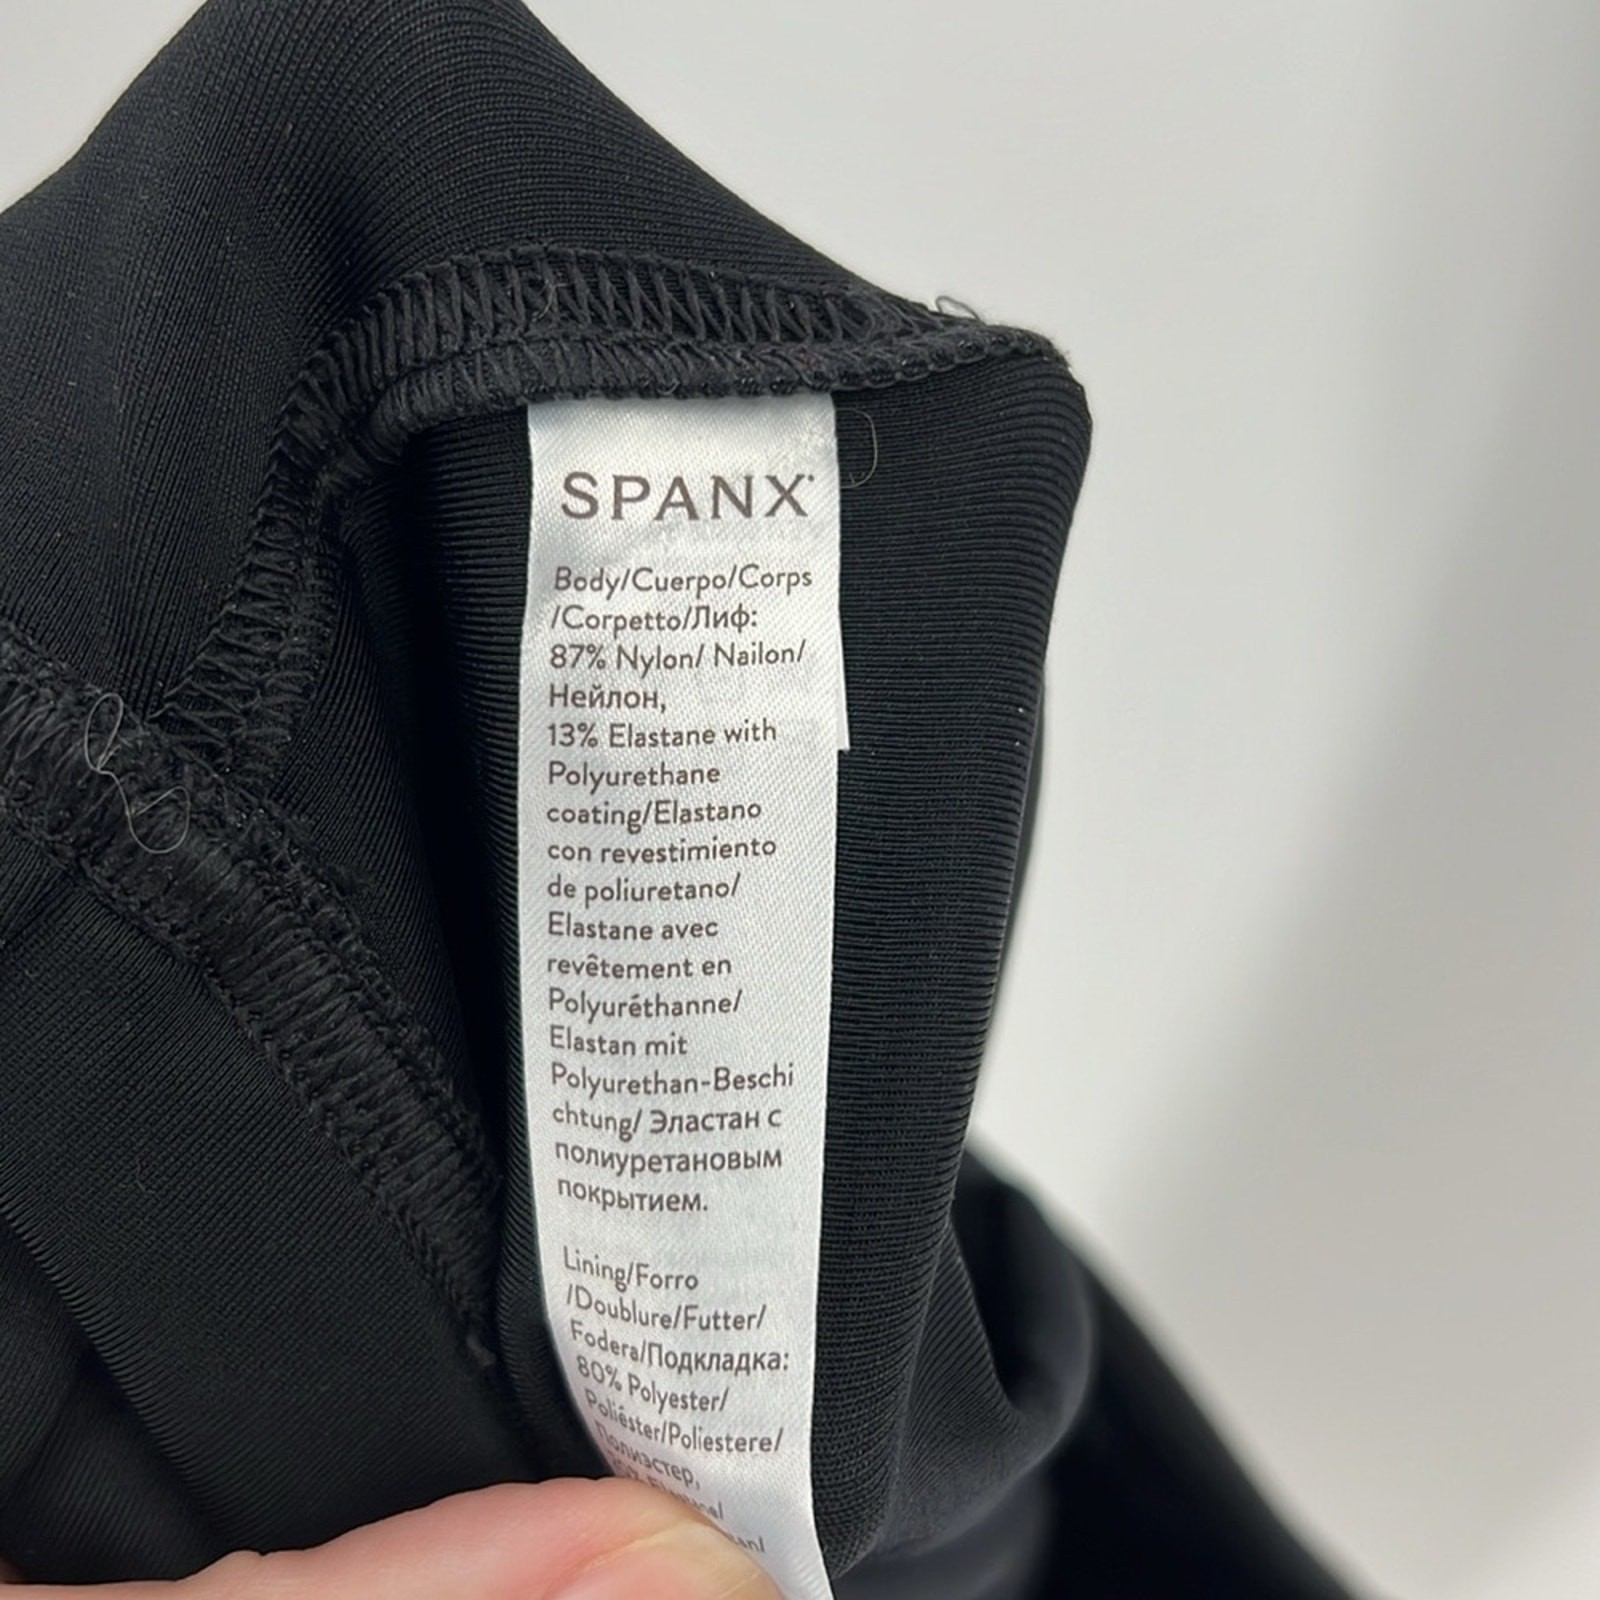 SPANX
Body/Cuerpo/Corps
/Corpetto/Лиф:
87% Nylon/ Nailon/
Нейлон,
13% Elastane with
Polyurethane
coating/Elastano
con revestimiento
de poliuretano/
Elastane avec
revêtement en
Polyuréthanne/
Elastan mit
Polyurethan-Beschi
chtung/ Эластан с
полиуретановым
покрытием.
Lining/Forro
/Doublure/Futter/
Fodera/Подкладка:
80% Polyester/
Poliéster/Poliestere/
Полиэстер,